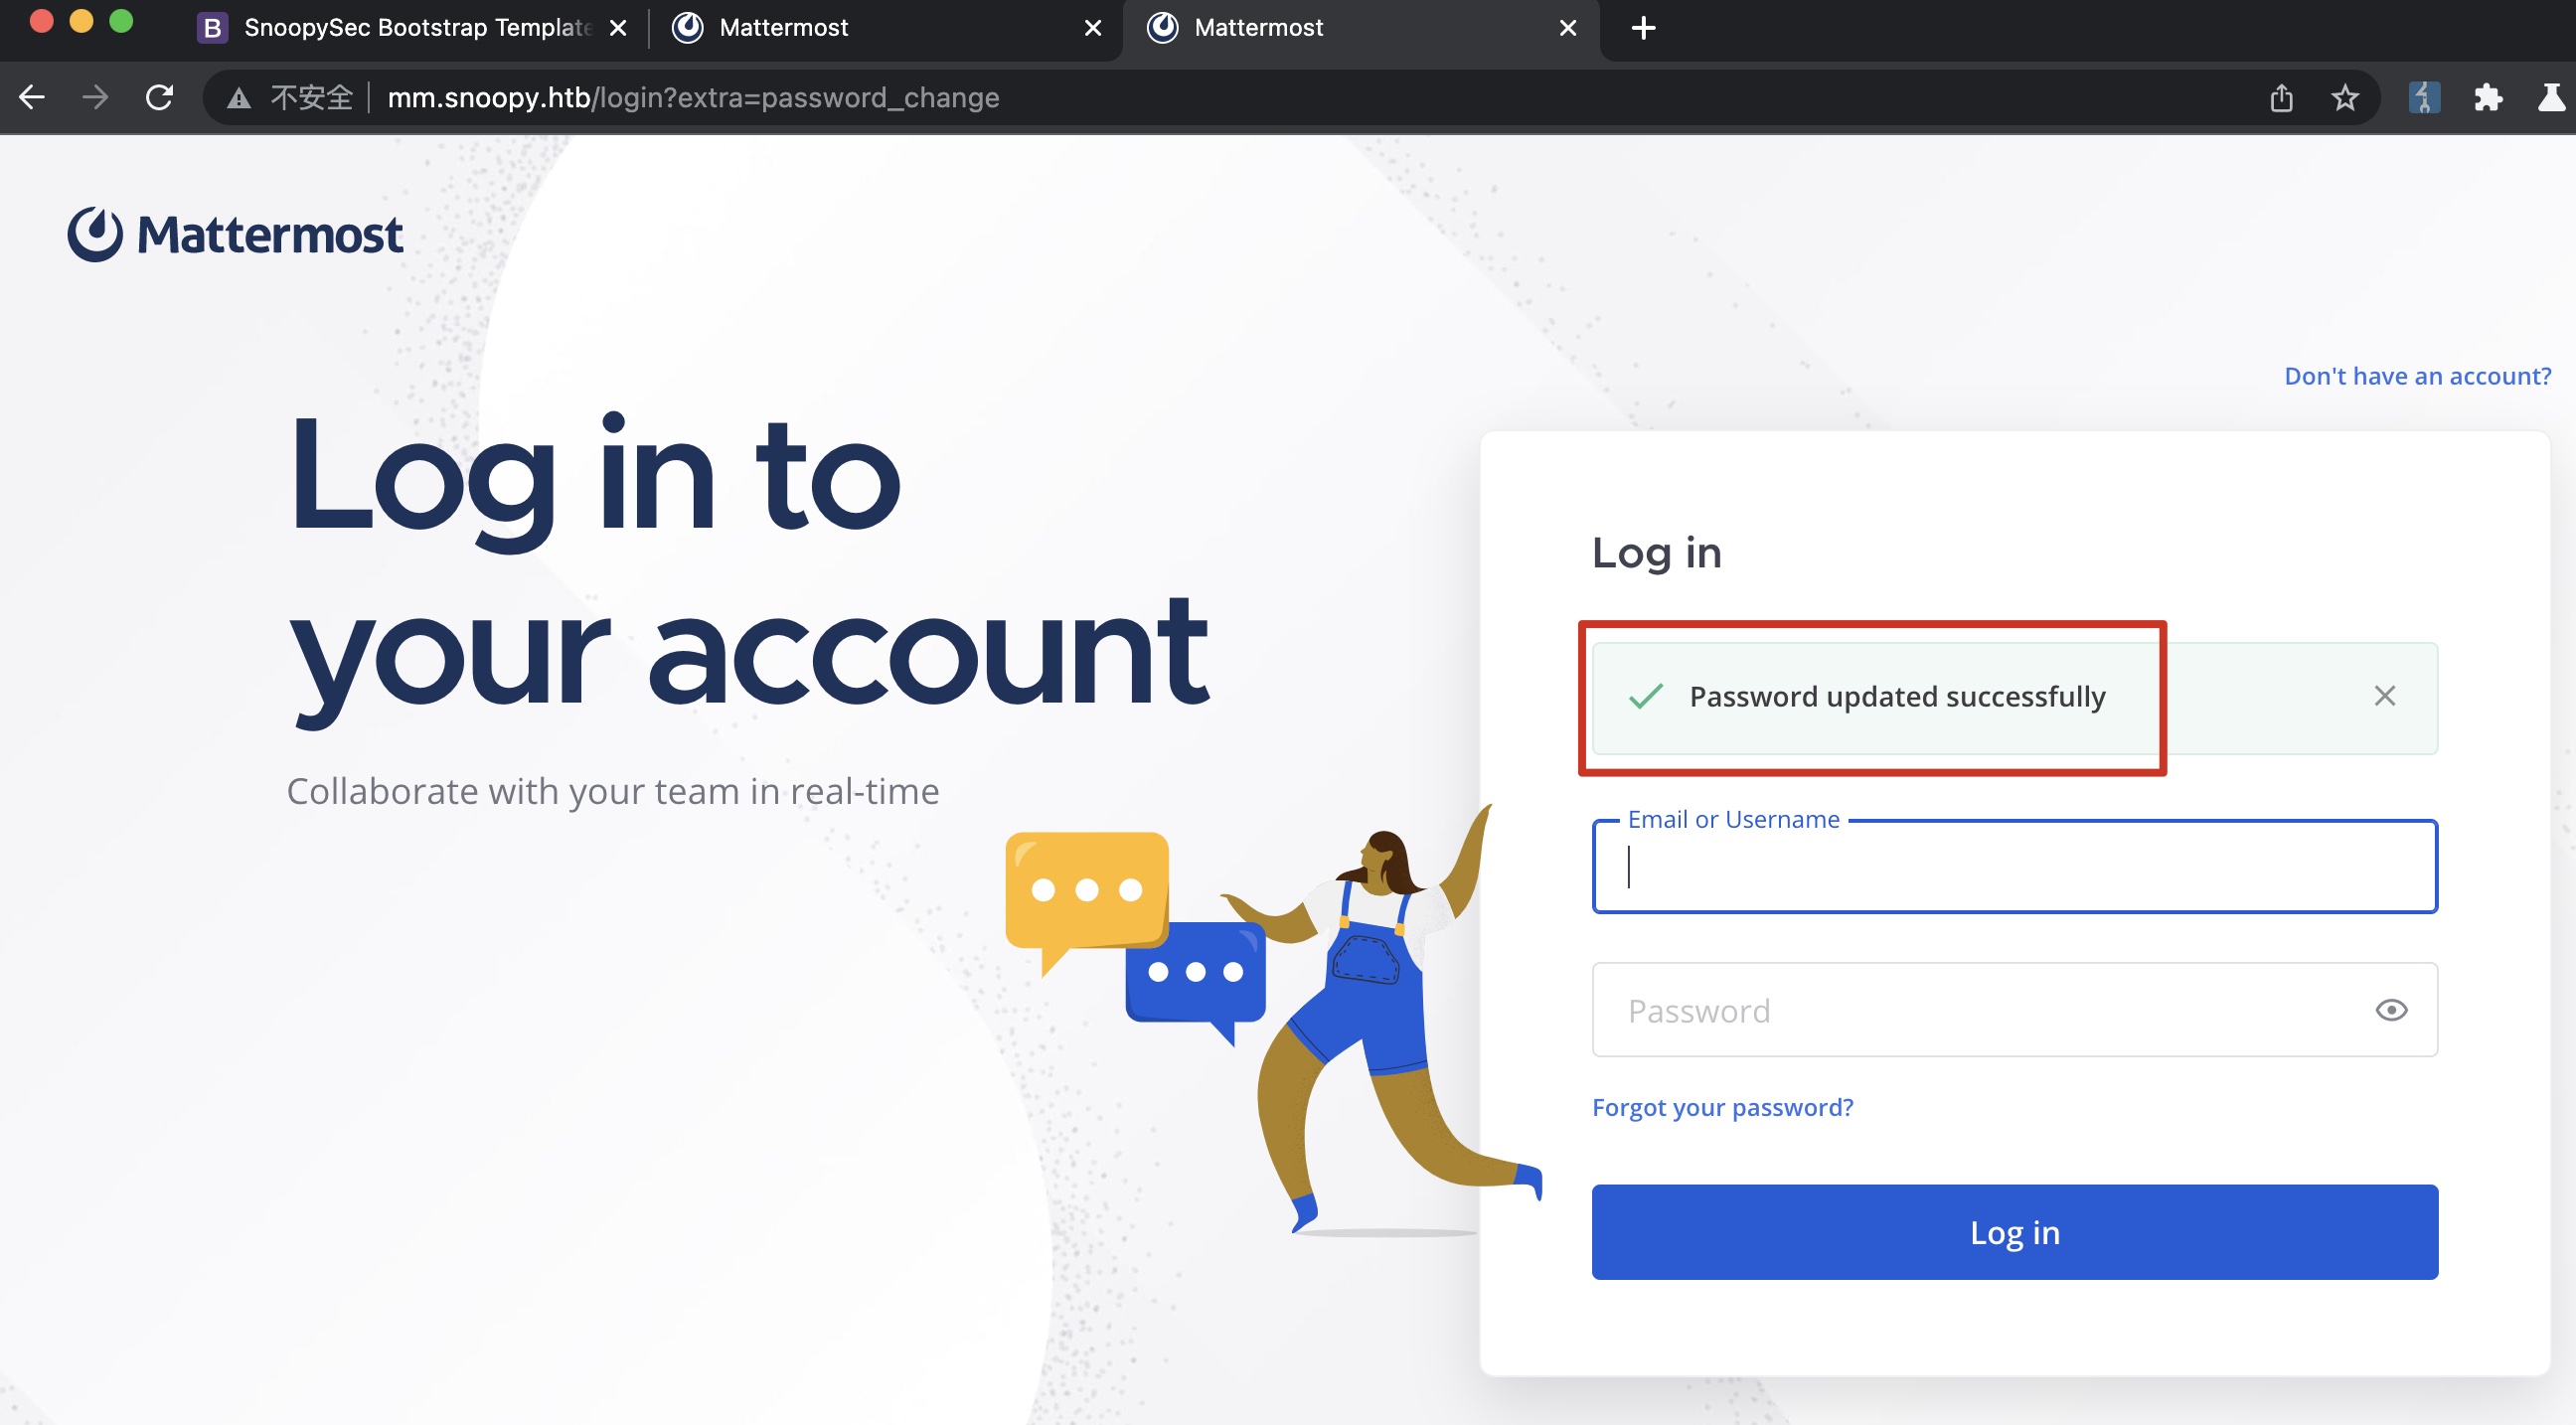 SnoopySec Bootstrap Template
Mattermost
Mattermost
不安全
mm.snoopy.htb/login?extra=password_change
Mattermost
Don't have an account?
Log in to
your account
Collaborate with your team in real-time
Log in
Password updated successfully
Email or Username
Password
Forgot your password?
Log in